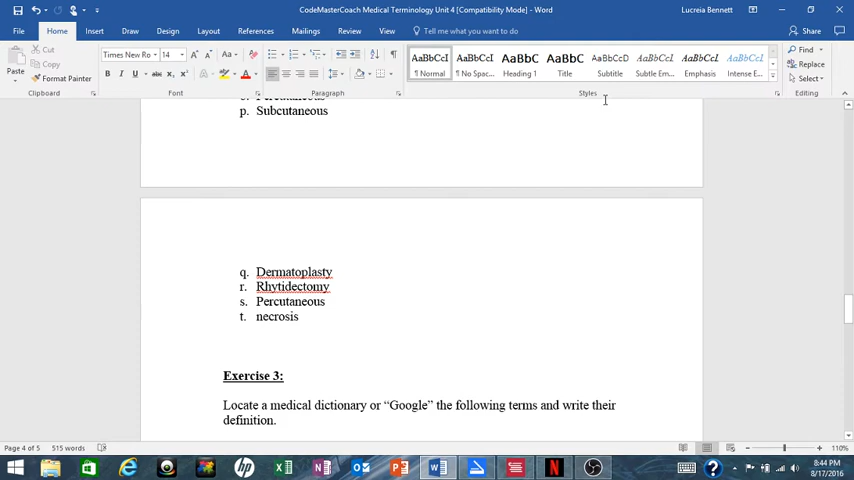 CodeMasterCoach Medical Terminology Unit 4 [Compatibility Mode] - Word
Lucreia Bennett
File
Home
Insert
Draw
Design
Layout
References
Mailings
Review
View
Tell me what you want to do
Share
Paste
Cut
Copy
Format Painter
Clipboard
Times New Ro
14
Font
Paragraph
AaBbCcI
¶ Normal
AaBbCcI
¶ No Spac...
AaBbCc
Heading 1
AaBbC
Title
AaBbCcD
Subtitle
AaBbCcI
Subtle Em...
AaBbCcI
Emphasis
AaBbCcI
Intense E...
Styles
Find
Replace
Select
Editing
p. Subcutaneous
q. Dermatoplasty
r. Rhytidectomy
s. Percutaneous
t. necrosis
Exercise 3:
Locate a medical dictionary or “Google” the following terms and write their
definition.
Page 4 of 5
515 words
110%
8:44 PM
8/17/2016